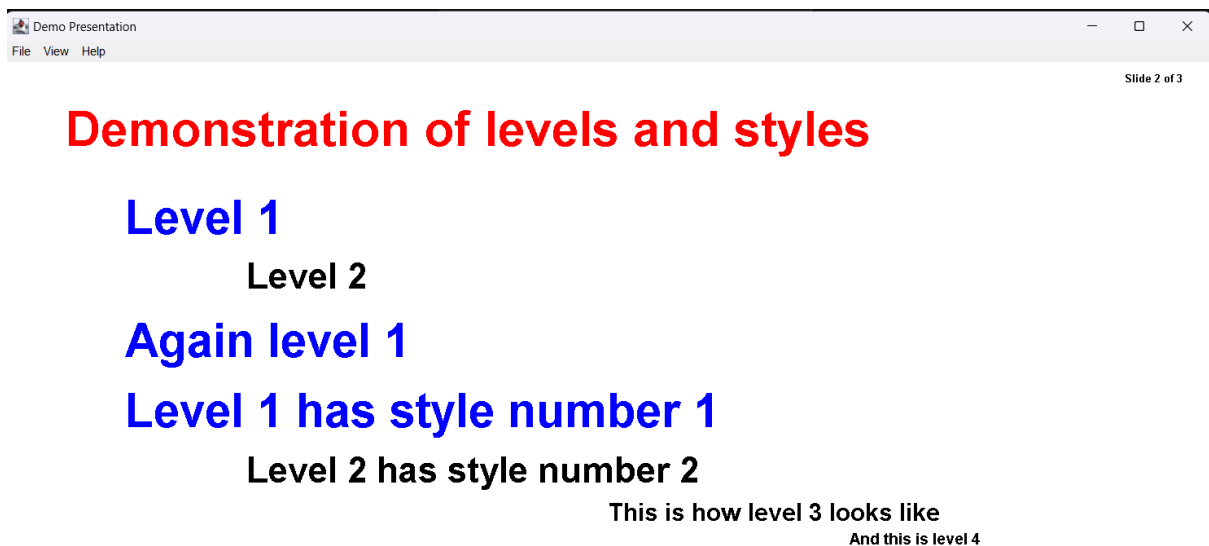 Demo Presentation
File View Help
Slide 2 of 3
Demonstration of levels and styles
Level 1
Level 2
Again level 1
Level 1 has style number 1
Level 2 has style number 2
This is how level 3 looks like
And this is level 4